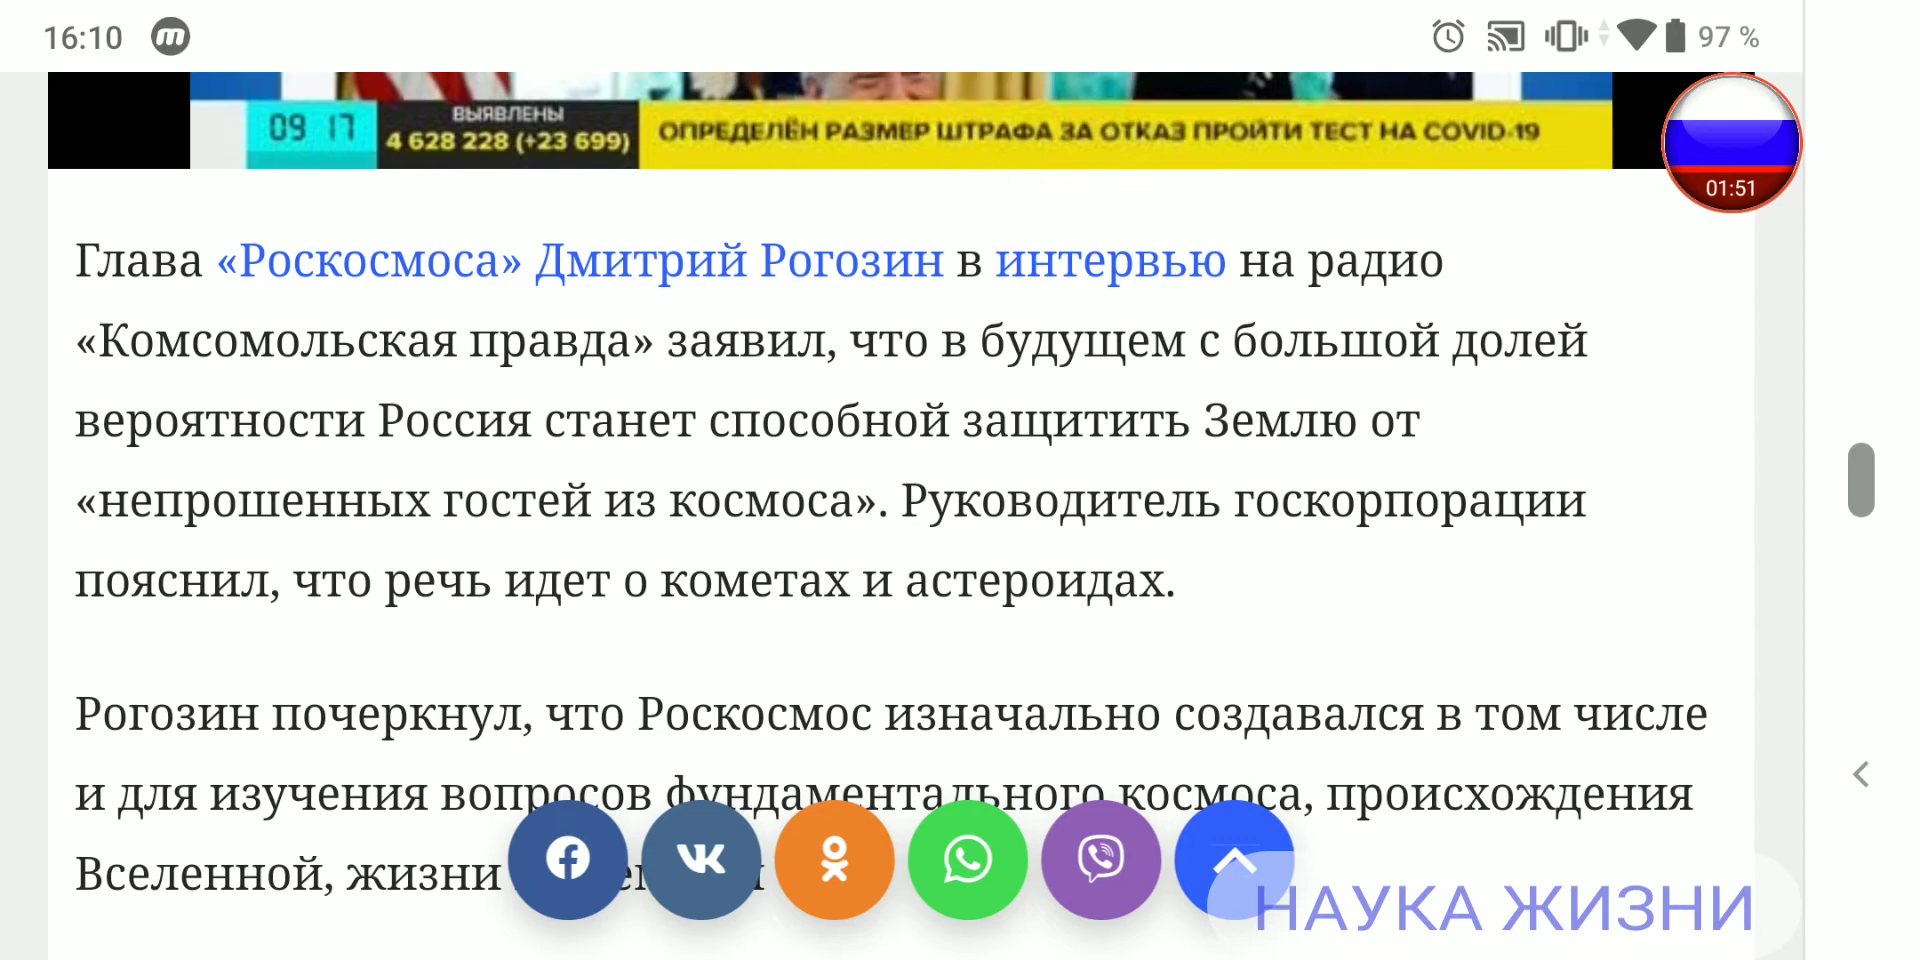 16:10
97 %
09 17
ВЫЯВЛЕНЫ
4 628 228 (+23 699)
ОПРЕДЕЛЁН РАЗМЕР ШТРАФА ЗА ОТКАЗ ПРОЙТИ ТЕСТ НА COVID-19
01:51
Глава «Роскосмоса» Дмитрий Рогозин в интервью на радио
«Комсомольская правда» заявил, что в будущем с большой долей
вероятности Россия станет способной защитить Землю от
«непрошенных гостей из космоса». Руководитель госкорпорации
пояснил, что речь идет о кометах и астероидах.
Рогозин почеркнул, что Роскосмос изначально создавался в том числе
и для изучения вопросов фундаментального космоса, происхождения
Вселенной, жизни
НАУКА ЖИЗНИ